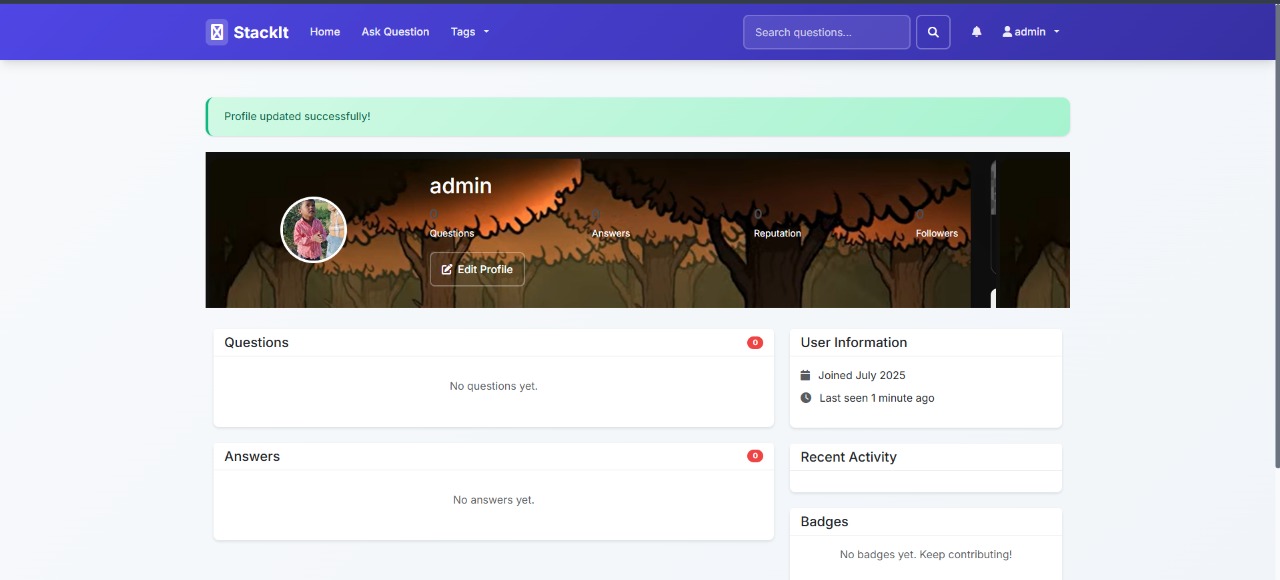 StackIt Home Ask Question Tags Search questions... admin
Profile updated successfully!
admin
0 0 0 0
Questions Answers Reputation Followers
Edit Profile
Questions 0
No questions yet.
User Information
Joined July 2025
Last seen 1 minute ago
Answers 0
No answers yet.
Recent Activity
Badges
No badges yet. Keep contributing!